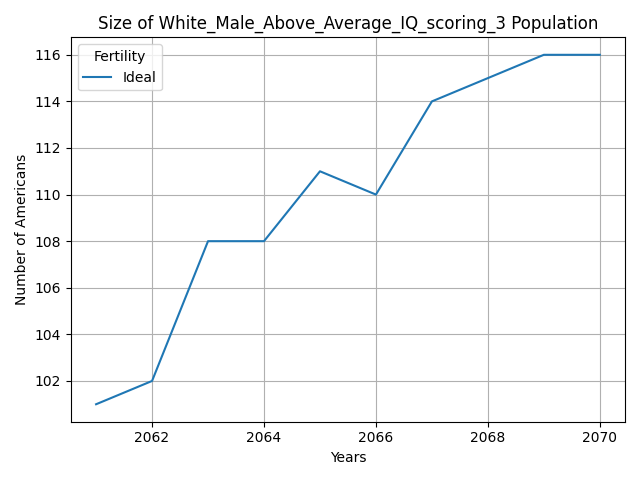 Size of White_Male_Above_Average_IQ_scoring_3 Population
Fertility
Ideal
Number of Americans
116
114
112
110
108
106
104
102
2062 2064 2066 2068 2070
Years